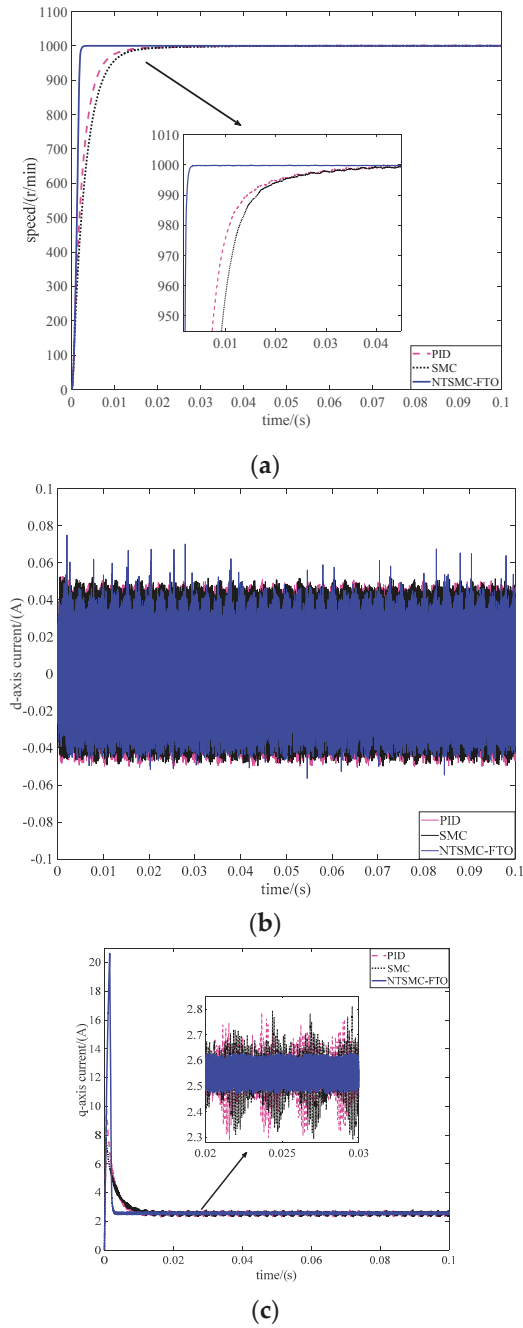 1100
1000
900
800
700
600
500
400
300
200
100
0
speed/(r/min)
1010
1000
990
980
970
960
950
0.01 0.02 0.03 0.04
PID
SMC
NTSMC-FTO
0 0.01 0.02 0.03 0.04 0.05 0.06 0.07 0.08 0.09 0.1
time/(s)
(a)
0.1
0.08
0.06
0.04
0.02
0
-0.02
-0.04
-0.06
-0.08
-0.1
d-axis current/(A)
PID
SMC
NTSMC-FTO
0 0.01 0.02 0.03 0.04 0.05 0.06 0.07 0.08 0.09 0.1
time/(s)
(b)
20
18
16
14
12
10
8
6
4
2
0
q-axis current/(A)
PID
SMC
NTSMC-FTO
2.8
2.7
2.6
2.5
2.4
2.3
0.02 0.025 0.03
0 0.02 0.04 0.06 0.08 0.1
time/(s)
(c)